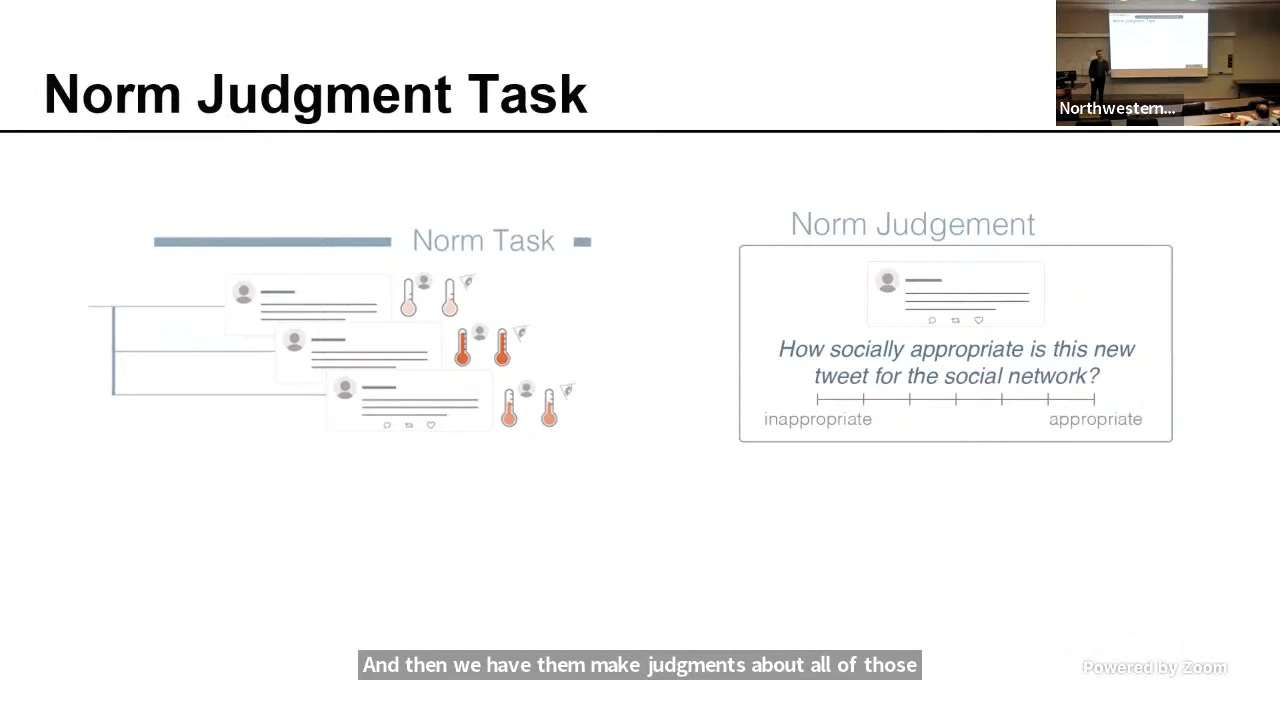 Norm Judgment Task
Northwestern...
Norm Task
Norm Judgement
How socially appropriate is this new
tweet for the social network?
inappropriate
appropriate
And then we have them make judgments about all of those
Powered by Zoom